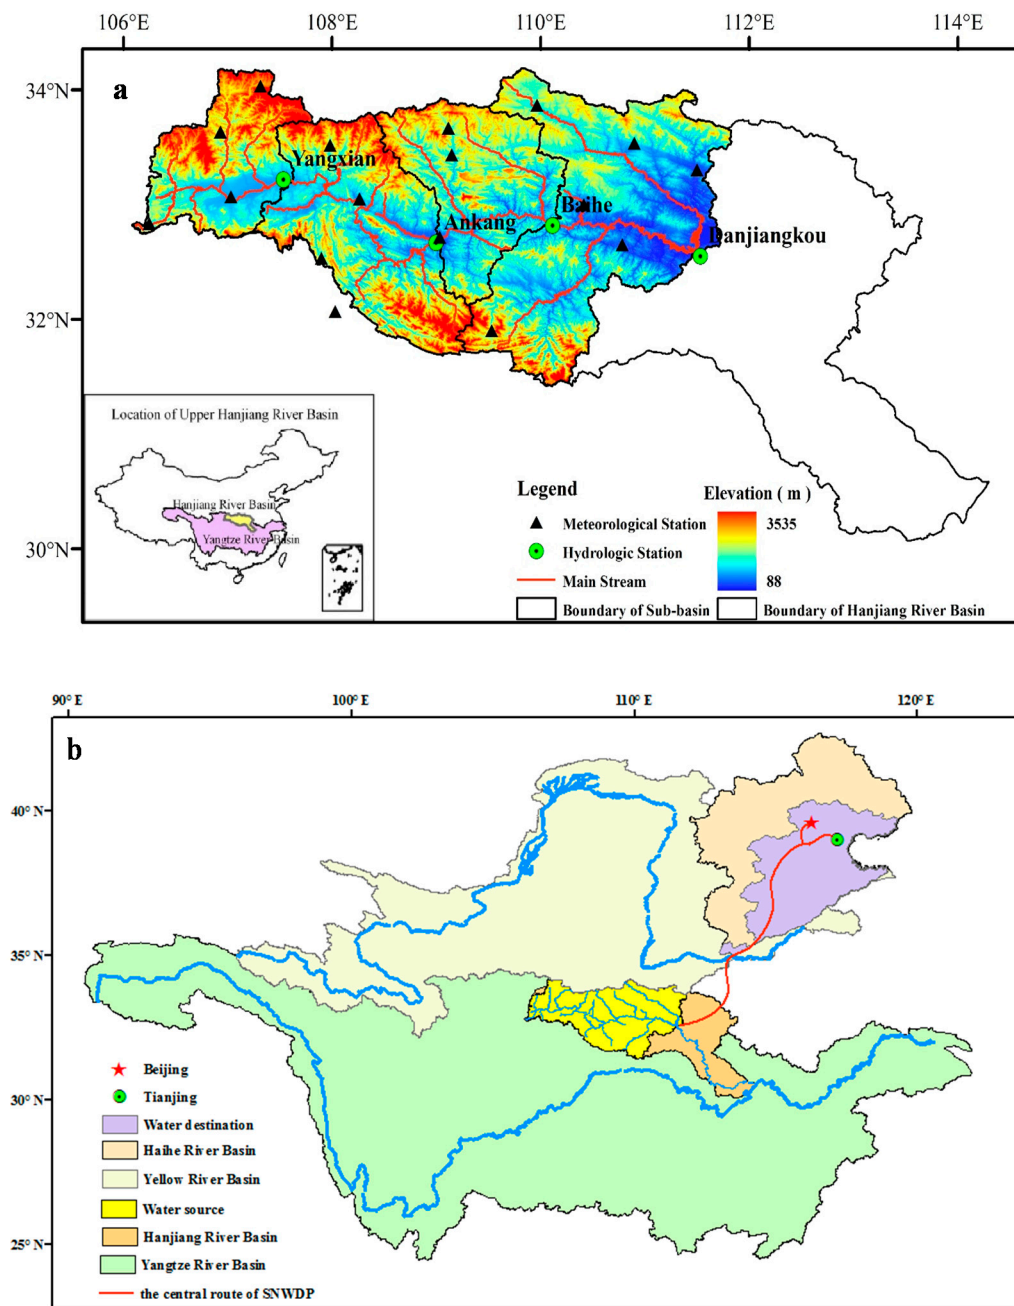 106°E 108°E 110°E 112°E 114°E
a
34°N
Yangxian
Baihe
Ankang
Danjiangkou
32°N
Location of Upper Hanjiang River Basin
Hanjiang River Basin
Yangtze River Basin
30°N
Legend
Elevation ( m )
Meteorological Station
3535
Hydrologic Station
Main Stream
88
Boundary of Sub-basin
Boundary of Hanjiang River Basin
90° E 100° E 110° E 120° E
b
40° N
35° N
30° N
25° N
Beijing
Tianjing
Water destination
Haihe River Basin
Yellow River Basin
Water source
Hanjiang River Basin
Yangtze River Basin
the central route of SNWDP